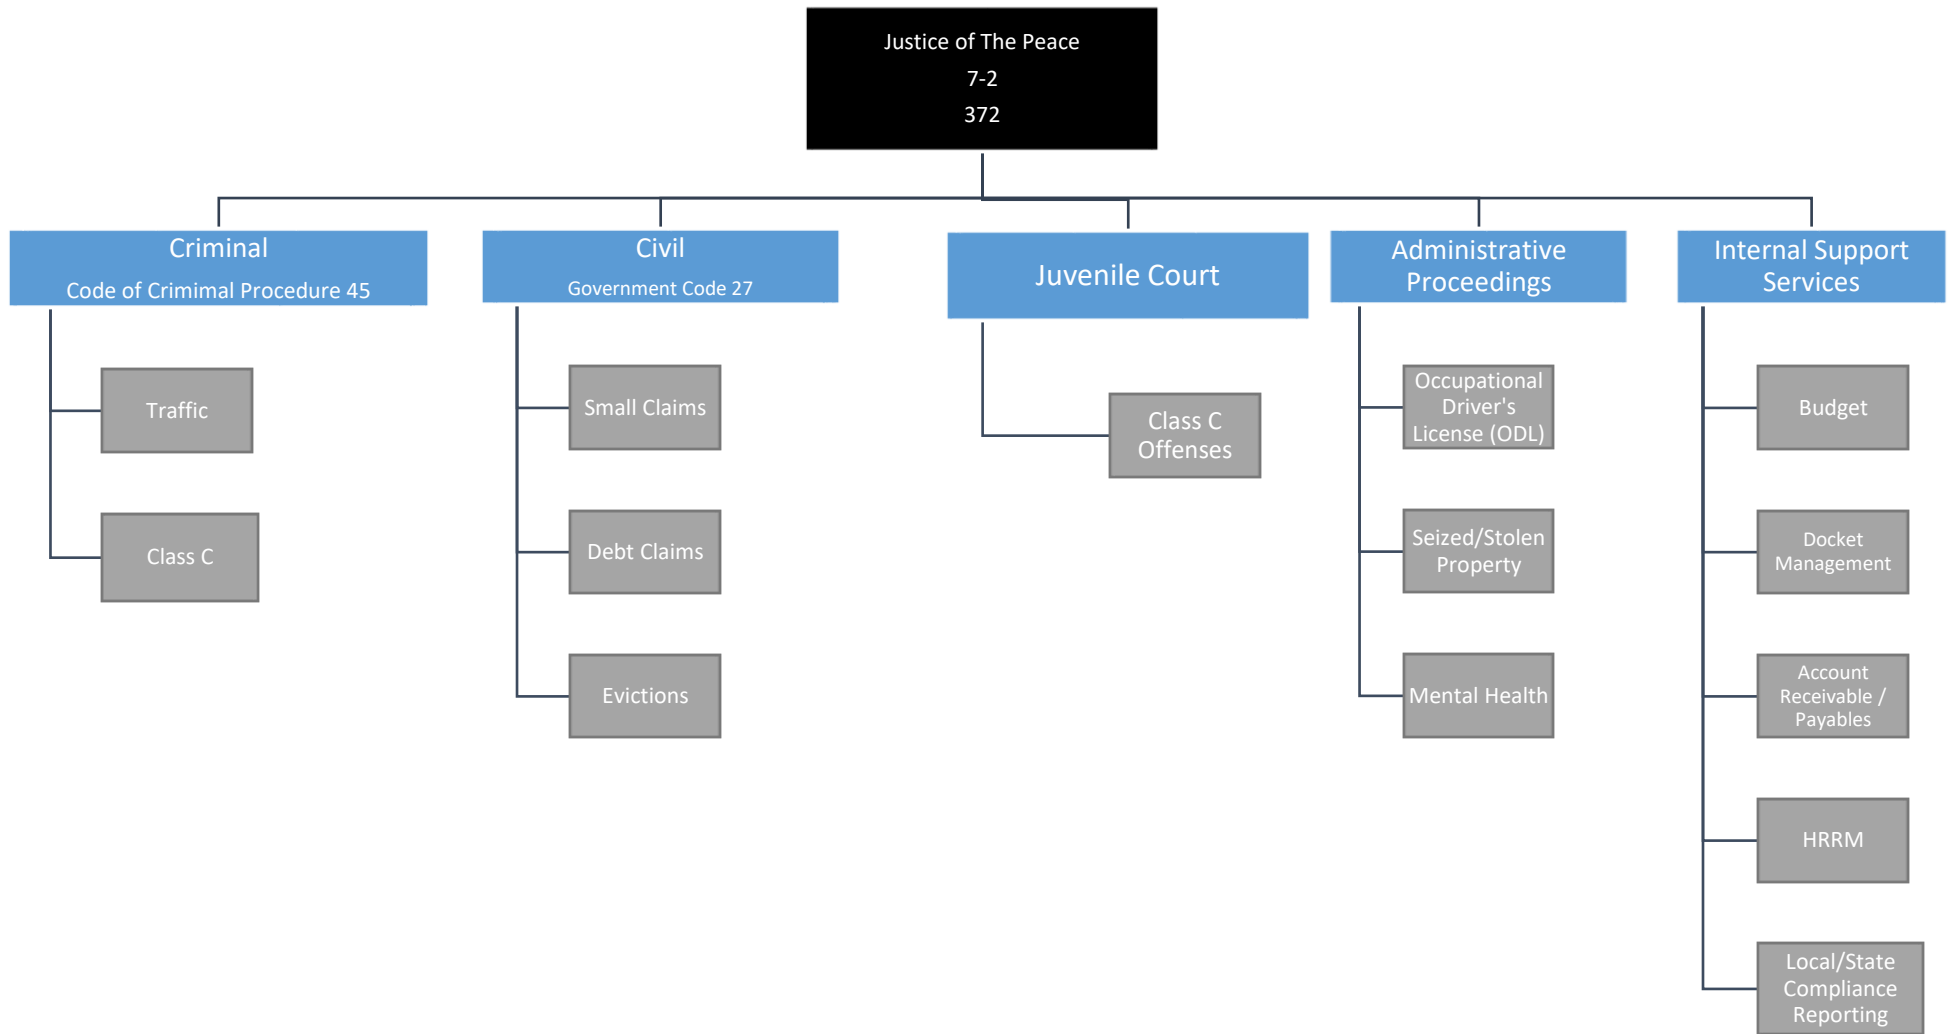 Justice of The Peace
7-2
372
Criminal
Code of Crimimal Procedure 45
Civil
Government Code 27
Juvenile Court
Administrative
Proceedings
Internal Support
Services
Traffic
Class C
Small Claims
Debt Claims
Evictions
Class C
Offenses
Occupational
Driver's
License (ODL)
Seized/Stolen
Property
Mental Health
Budget
Docket
Management
Account
Receivable /
Payables
HRRM
Local/State
Compliance
Reporting